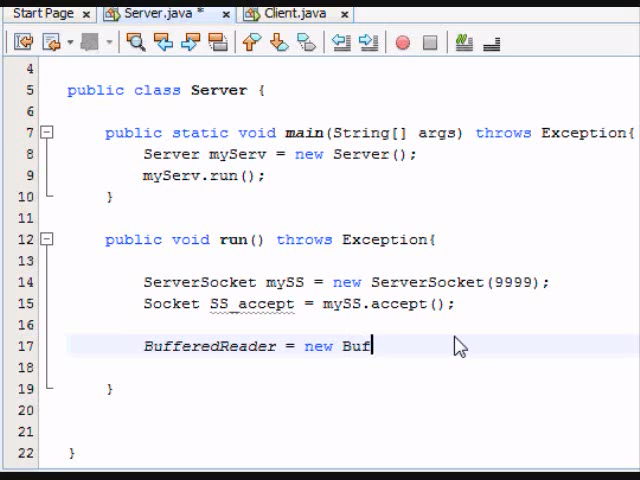 Start Page Server.java * Client.java
4
5 public class Server {
6
7 public static void main(String[] args) throws Exception{
8 Server myServ = new Server();
9 myServ.run();
10 }
11
12 public void run() throws Exception{
13
14 ServerSocket mySS = new ServerSocket(9999);
15 Socket SS_accept = mySS.accept();
16
17 BufferedReader = new Buf
18
19 }
20
21
22 }